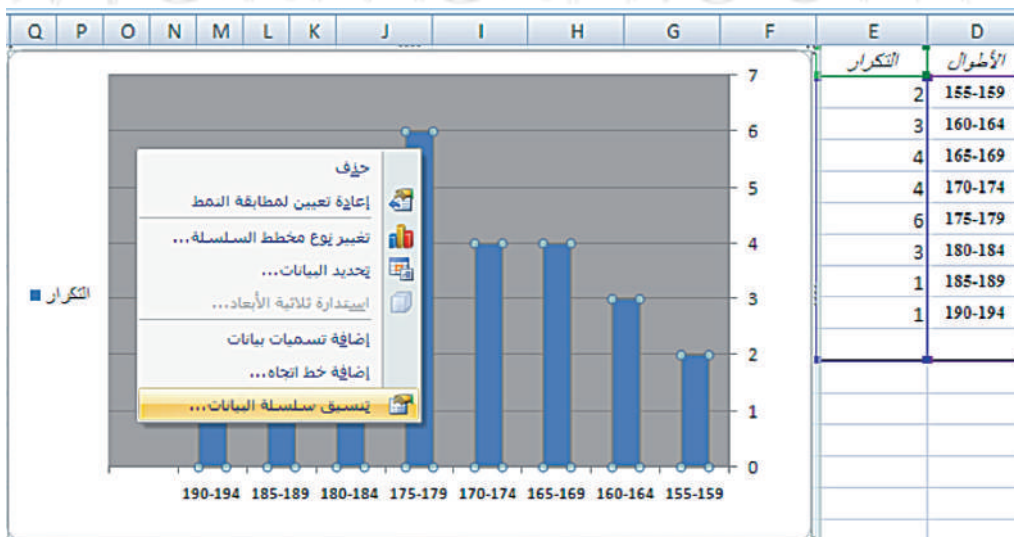 Q P O N M L K J I H G F E D
التكرار الأطوال
2 155-159
3 160-164
4 165-169
4 170-174
6 175-179
3 180-184
1 185-189
1 190-194
7
6
5
4
3
2
1
0
حذف
إعادة تعيين لمطابقة النمط
تغيير نوع مخطط السلسلة...
تحديد البيانات...
استدارة ثلاثية الأبعاد...
إضافة تسميات بيانات
إضافة خط اتجاه...
تنسيق سلسلة البيانات...
التكرار
190-194 185-189 180-184 175-179 170-174 165-169 160-164 155-159